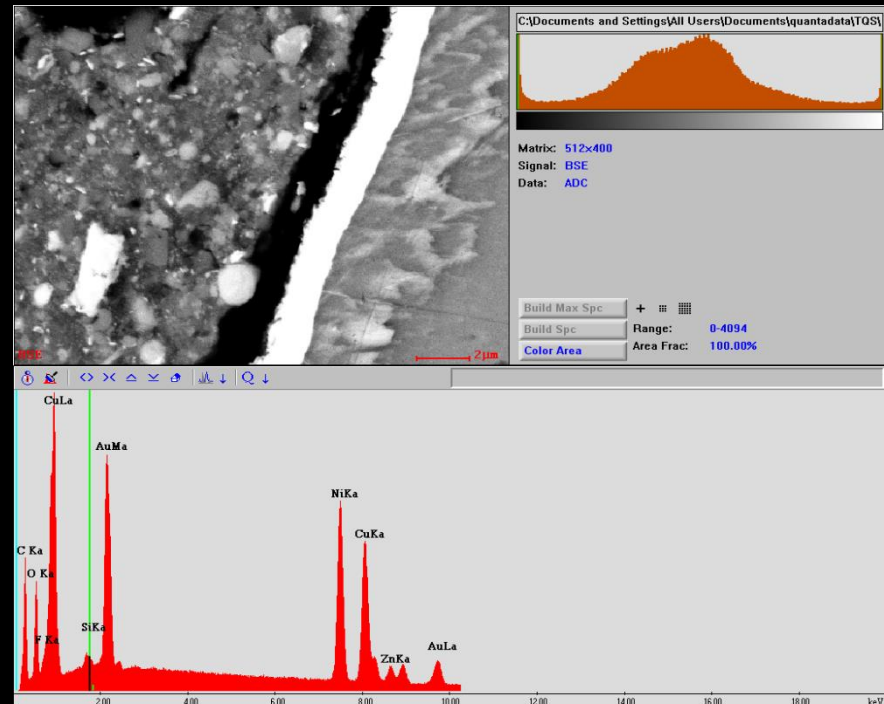 C:\Documents and Settings\All Users\Documents\quantadata\TQS\
Matrix: 512x400
Signal: BSE
Data: ADC
Build Max Spc
Build Spc
Range: 0-4094
Color Area
Area Frac: 100.00%
BSE
2µm
CuLa
AuMa
NiKa
CuKa
C Ka
O Ka
F Ka
SiKa
ZnKa
AuLa
2.00 4.00 6.00 8.00 10.00 12.00 14.00 16.00 18.00 keV